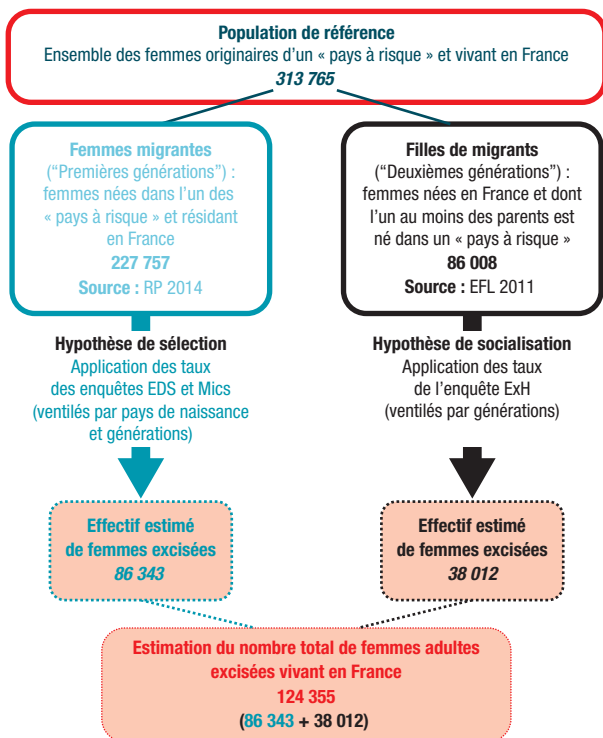 Population de référence
Ensemble des femmes originaires d'un « pays à risque » et vivant en France
313 765
Femmes migrantes
("Premières générations") :
femmes nées dans l'un des
« pays à risque » et résidant
en France
227 757
Source : RP 2014
Filles de migrants
("Deuxièmes générations") :
femmes nées en France et dont
l'un au moins des parents est
né dans un « pays à risque »
86 008
Source : EFL 2011
Hypothèse de sélection
Application des taux
des enquêtes EDS et Mics
(ventilés par pays de naissance
et générations)
Hypothèse de socialisation
Application des taux
de l'enquête ExH
(ventilés par générations)
Effectif estimé
de femmes excisées
86 343
Effectif estimé
de femmes excisées
38 012
Estimation du nombre total de femmes adultes
excisées vivant en France
124 355
(86 343 + 38 012)